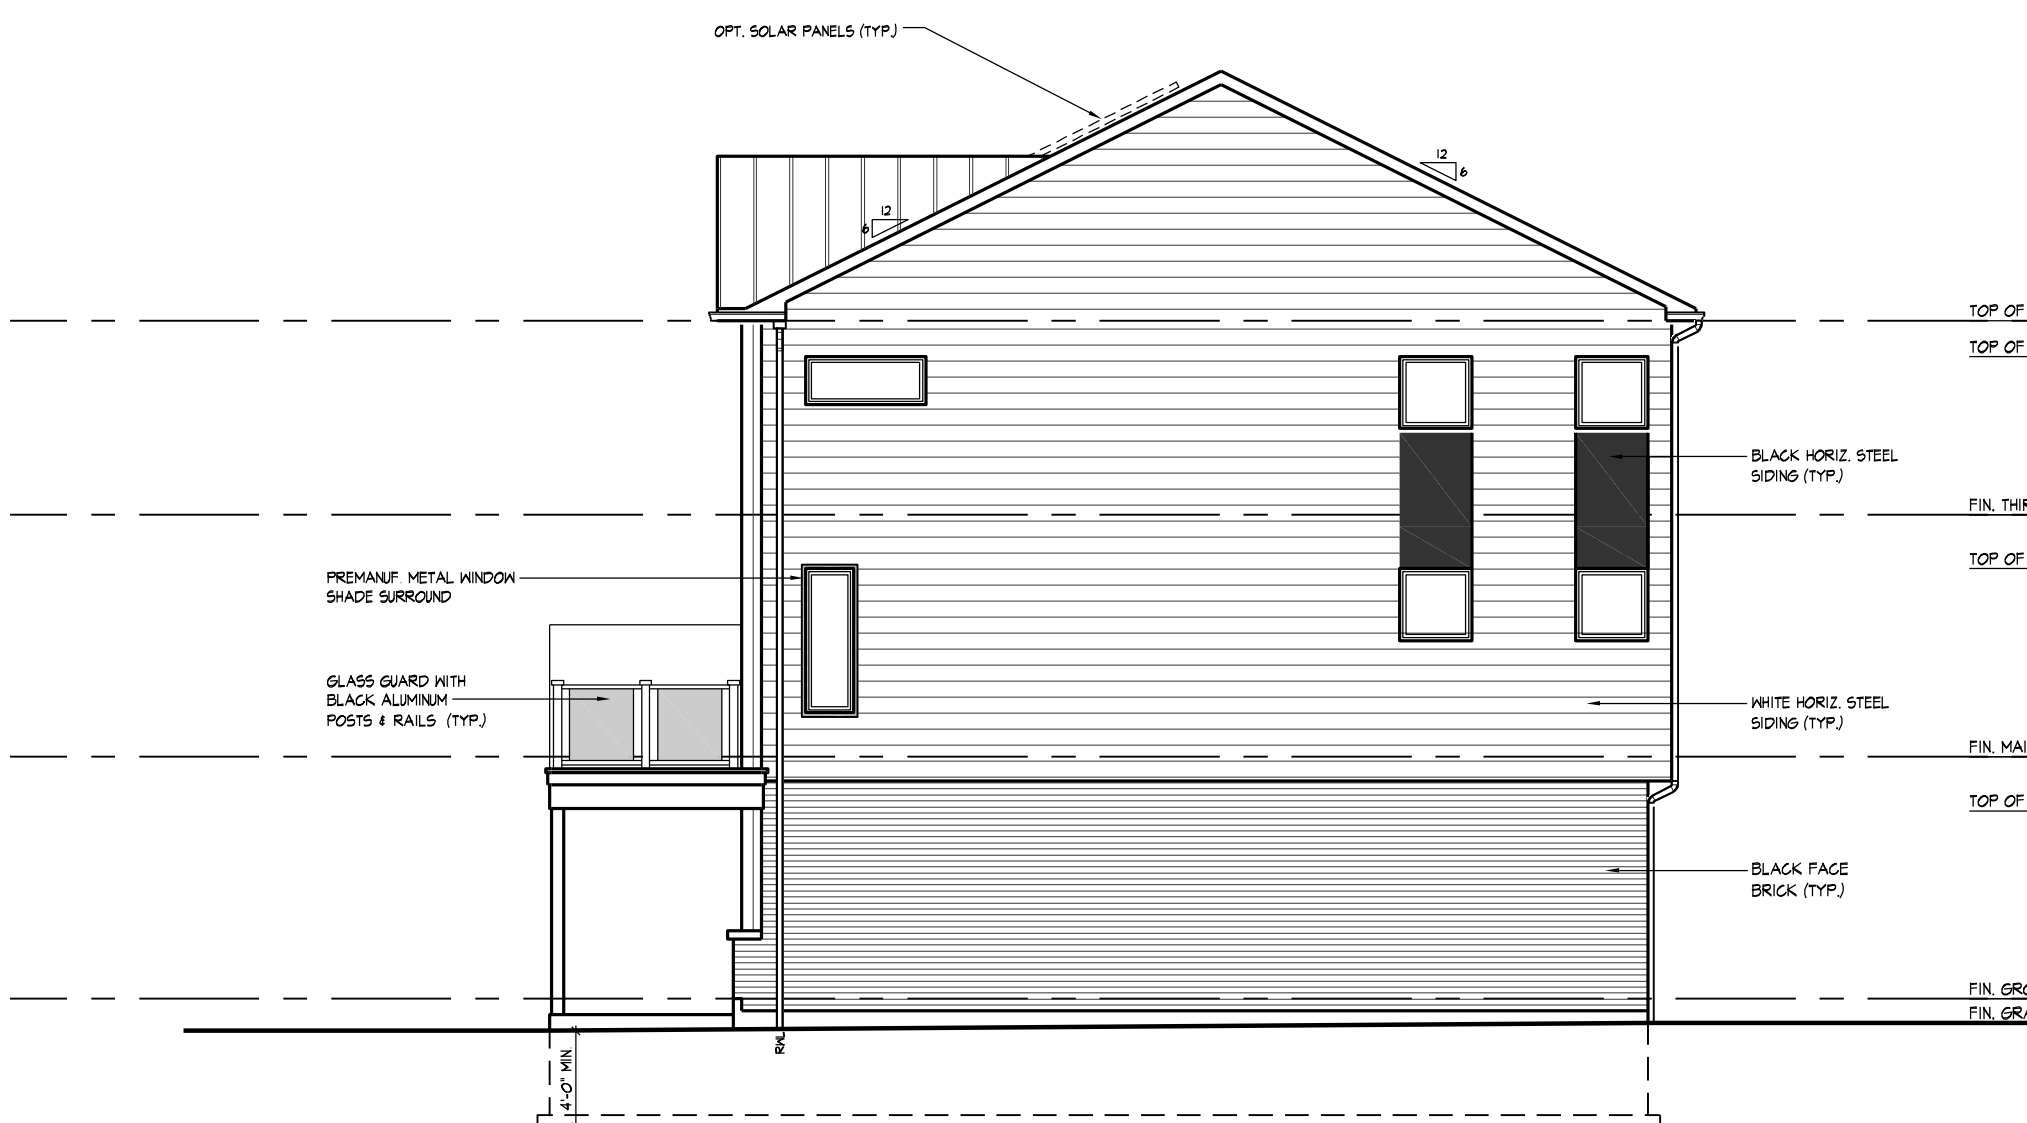 OPT. SOLAR PANELS (TYP.)
12
6
12
6
TOP OF
TOP OF
BLACK HORIZ. STEEL
SIDING (TYP.)
FIN. THIR
TOP OF
PREMANUF. METAL WINDOW
SHADE SURROUND
GLASS GUARD WITH
BLACK ALUMINUM
POSTS & RAILS (TYP.)
WHITE HORIZ. STEEL
SIDING (TYP.)
FIN. MAI
TOP OF
BLACK FACE
BRICK (TYP.)
FIN. GRO
FIN. GRA
RWL
4'-0" MIN.